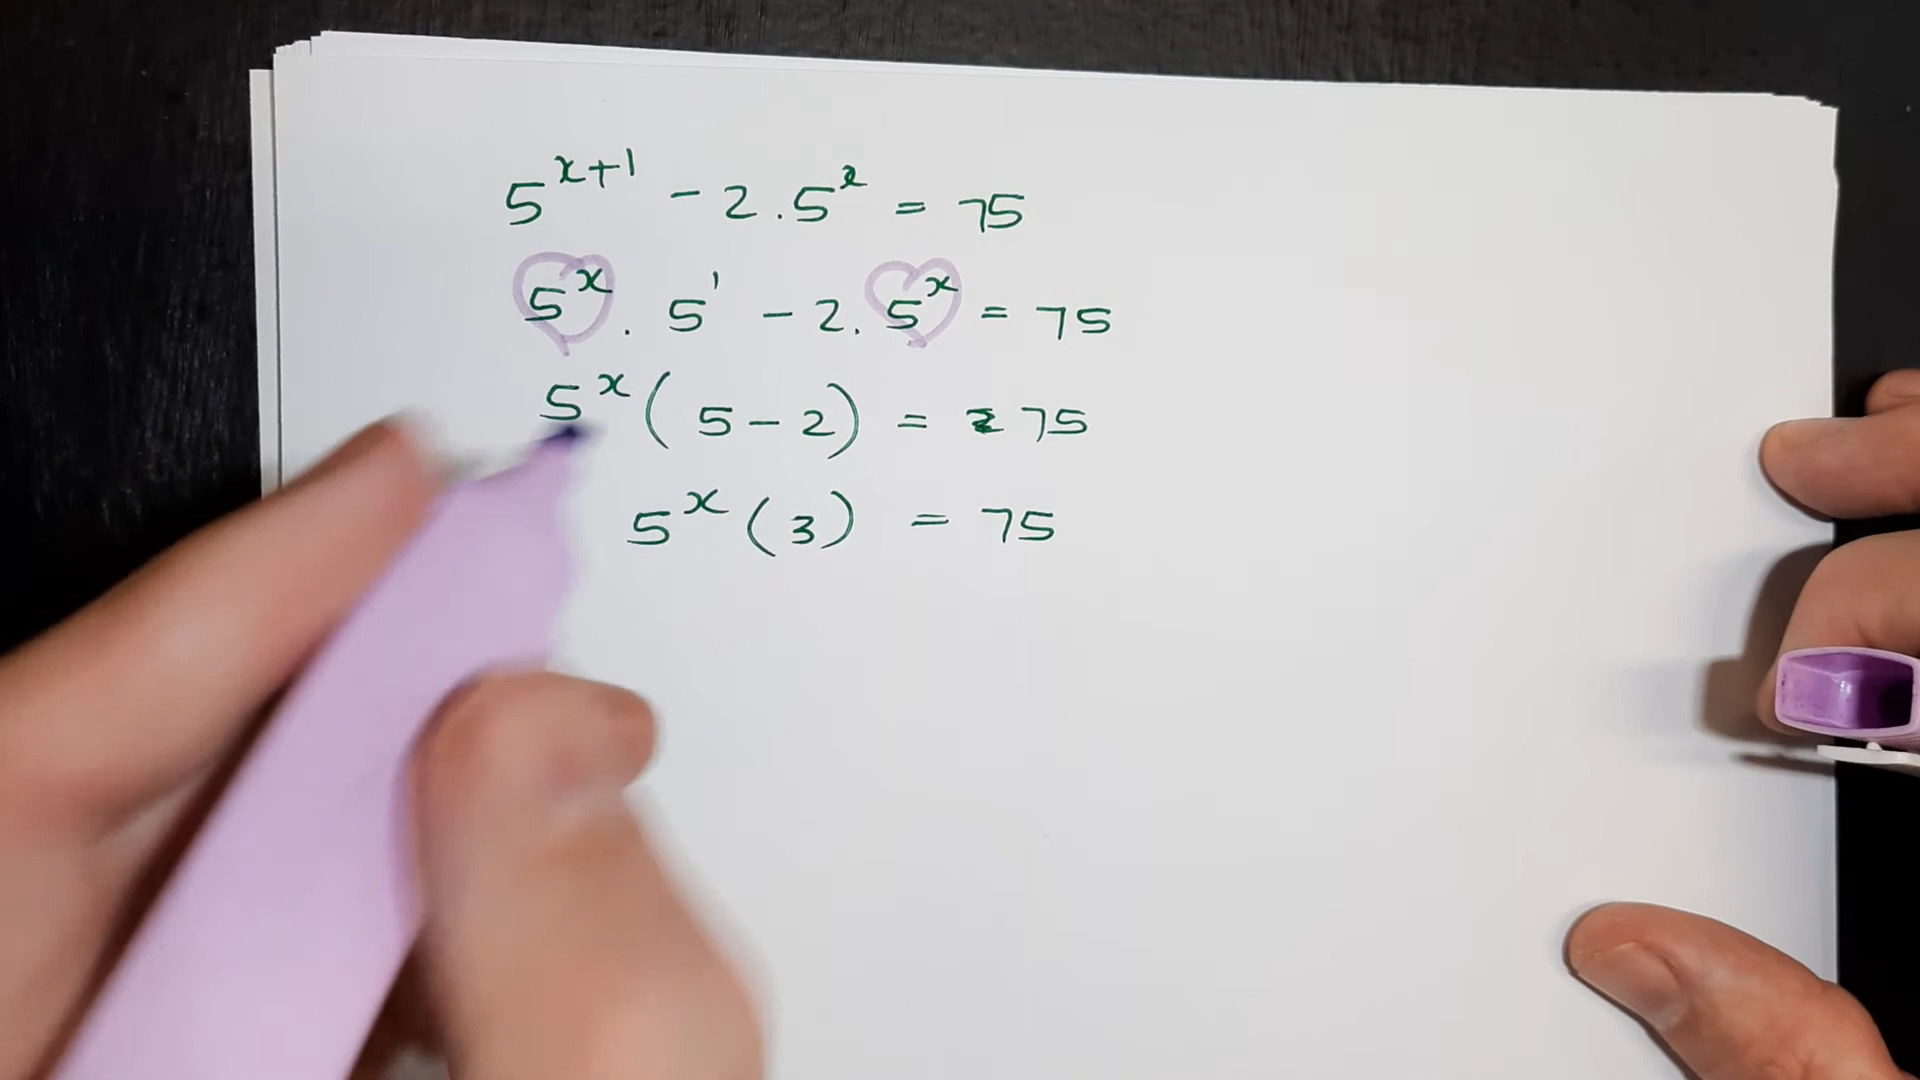 5^{x+1} - 2 . 5^x = 75
5^x . 5^1 - 2 . 5^x = 75
5^x ( 5 - 2 ) = 75
5^x ( 3 ) = 75